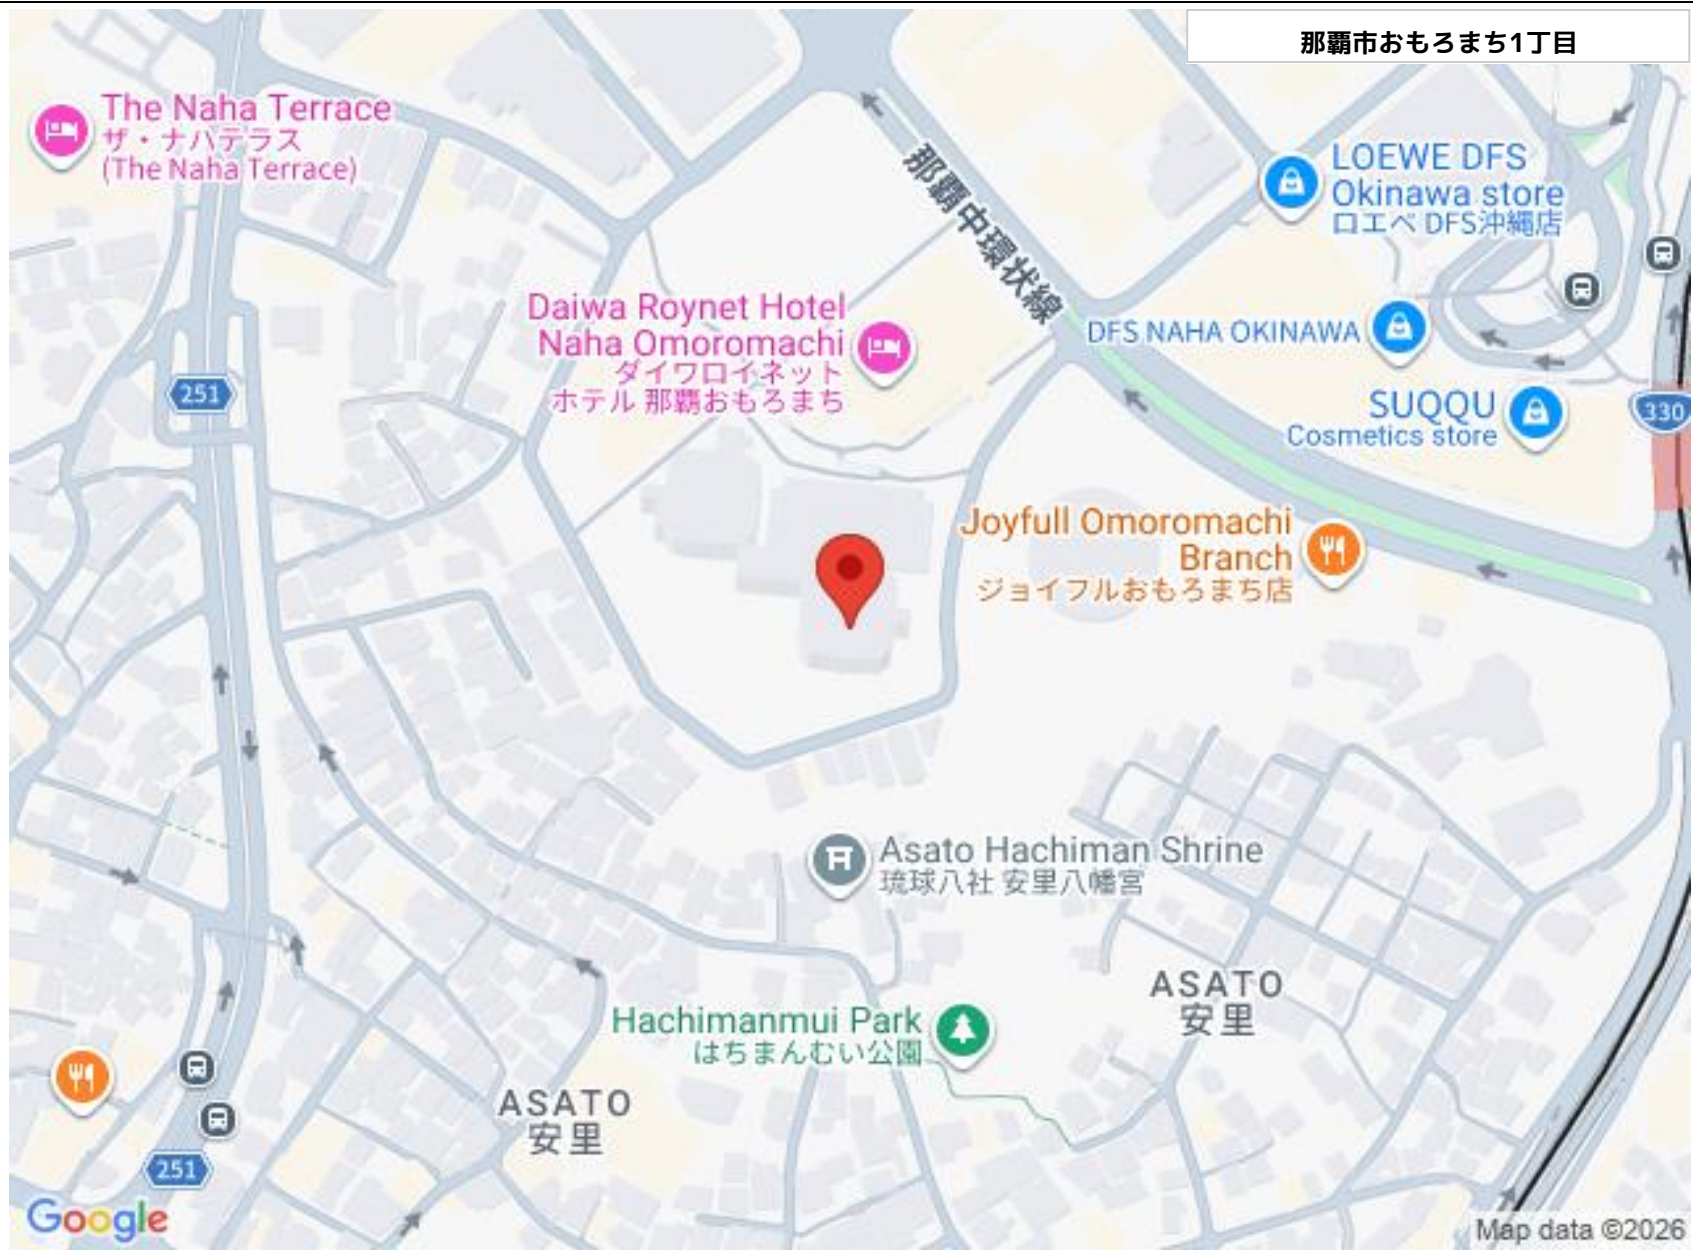 那覇市おもろまち1丁目
The Naha Terrace
ザ・ナハテラス
(The Naha Terrace)
那覇中環状線
LOEWE DFS
Okinawa store
ロエベ DFS沖縄店
Daiwa Roynet Hotel
Naha Omoromachi
ダイワロイネット
ホテル 那覇おもろまち
DFS NAHA OKINAWA
251
SUQQU
Cosmetics store
330
Joyfull Omoromachi
Branch
ジョイフルおもろまち店
Asato Hachiman Shrine
琉球八社 安里八幡宮
ASATO
安里
Hachimanmui Park
はちまんむい公園
ASATO
安里
251
Google
Map data ©2026